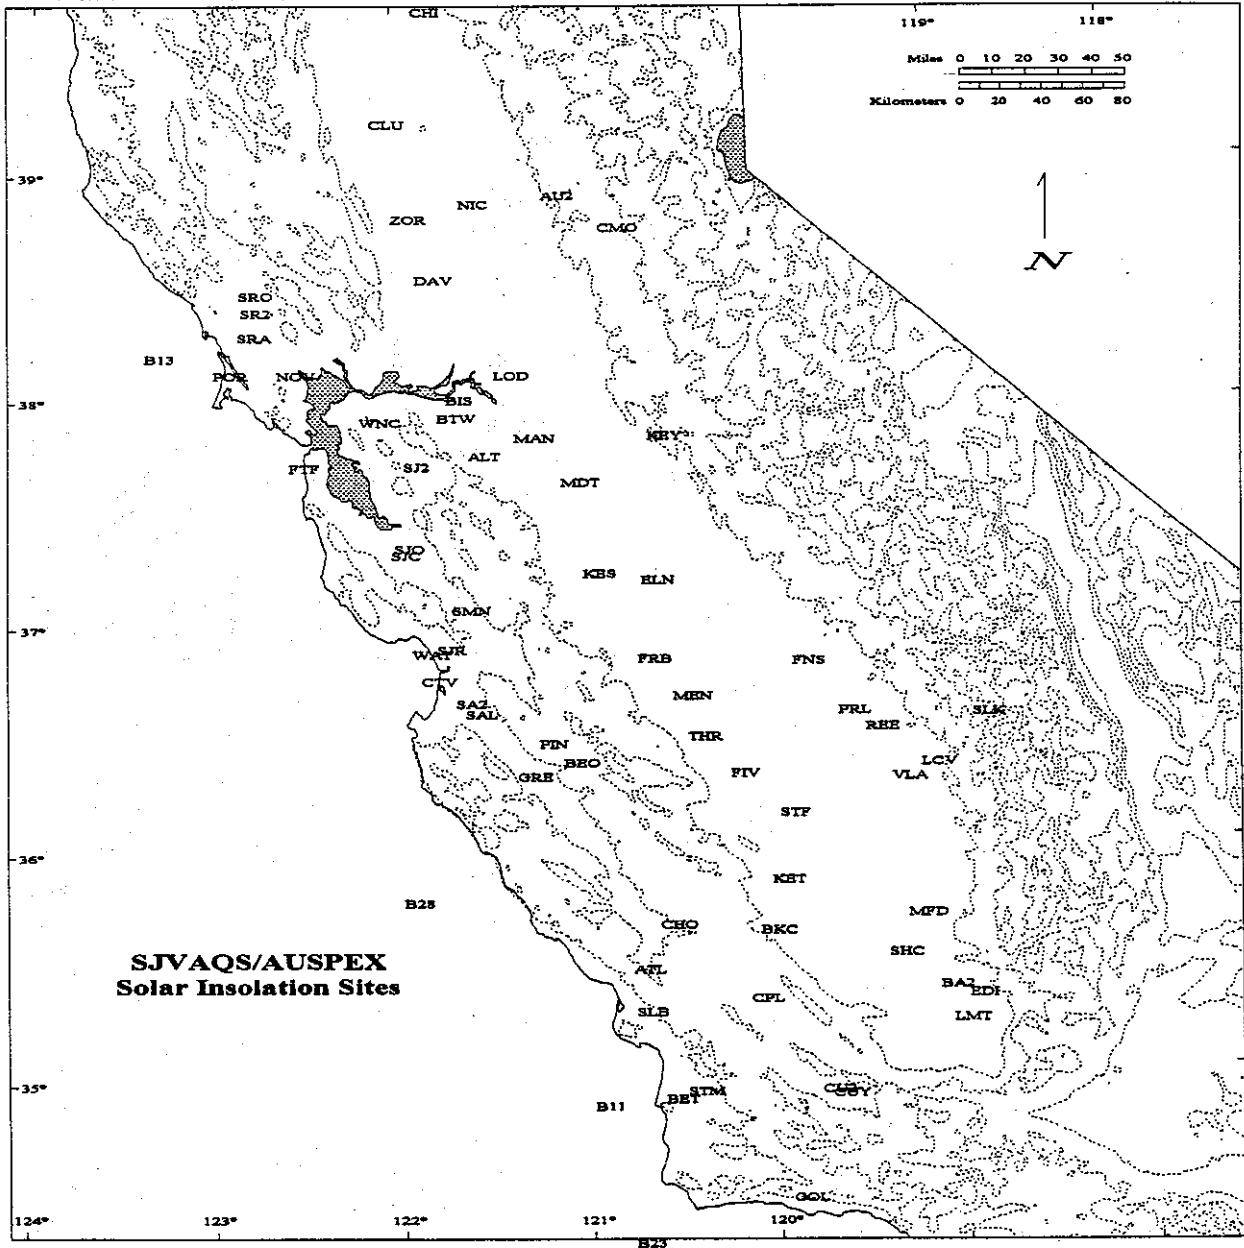 CHI
119° 118°
Miles 0 10 20 30 40 50
Kilometers 0 20 40 60 80
CLU
39°
AU2
NIC
ZOR
CMO
N
DAV
SRO
SR2
SRA
B13
POR NOV LOD
BIS
38°
BTW
WNC
KEY
MAN
ALT
FTF SJ2
MDT
SJO
SJC
KES ELN
SMN
37°
SJR
WAT
FRB FNS
CTV
MEN
SA2
SAL
PRL SLK
REE
THR
PIN
BEO
LCV
GRE FIV VLA
STF
36°
KET
B28
MFD
CHO BKC
SHC
SJVAQS/AUSPEX
Solar Insolation Sites
ATL
BA2
EDI
CPL
SLB LMT
35°
STM
CUY
BET
B11
GOL
124° 123° 122° 121° 120°
B23